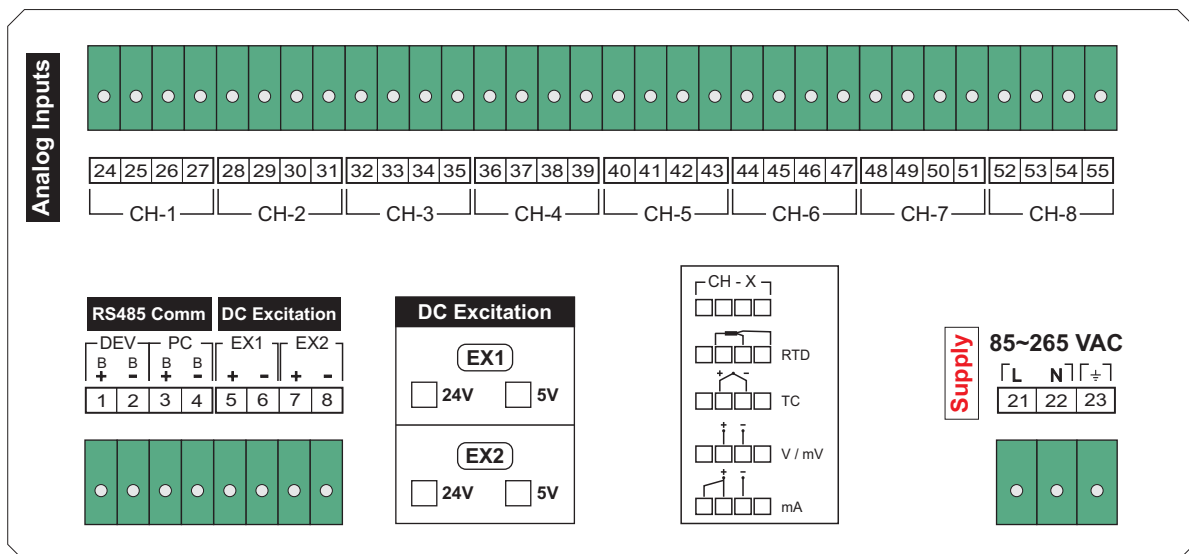 Analog Inputs
24 25 26 27 28 29 30 31 32 33 34 35 36 37 38 39 40 41 42 43 44 45 46 47 48 49 50 51 52 53 54 55
CH-1 CH-2 CH-3 CH-4 CH-5 CH-6 CH-7 CH-8
RS485 Comm DC Excitation
DEV PC EX1 EX2
B B B B
+ - + - + - + -
1 2 3 4 5 6 7 8
DC Excitation
EX1
24V 5V
EX2
24V 5V
CH - X
RTD
+ -
TC
+ -
V / mV
+ -
mA
Supply
85~265 VAC
L N ⏚
21 22 23